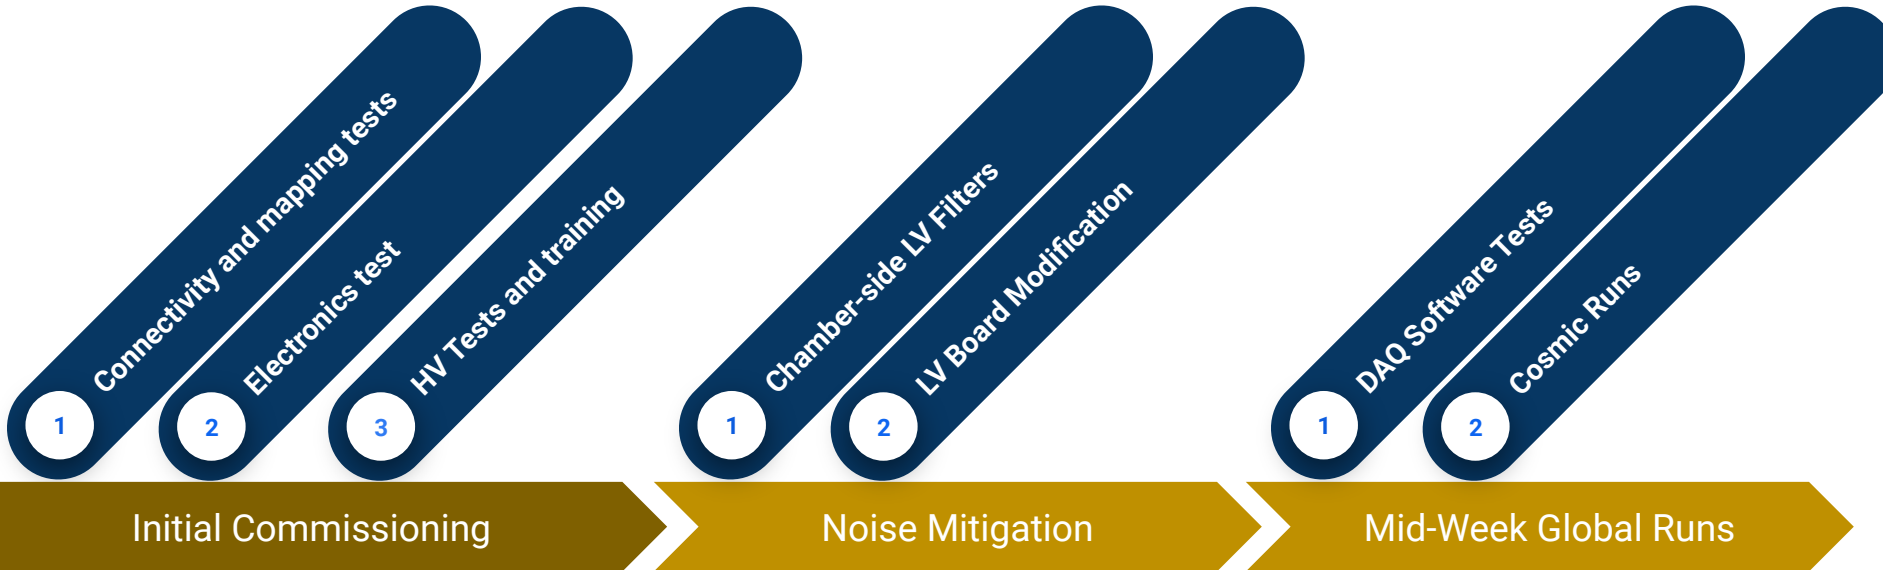 1
Connectivity and mapping tests
2
Electronics test
3
HV Tests and training
1
Chamber-side LV Filters
2
LV Board Modification
1
DAQ Software Tests
2
Cosmic Runs
Initial Commissioning
Noise Mitigation
Mid-Week Global Runs